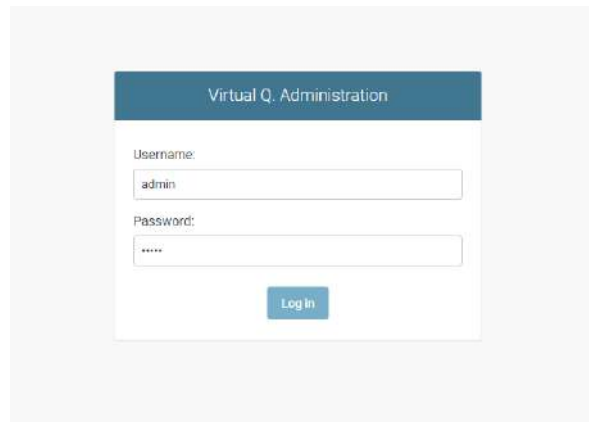 Virtual Q. Administration
Username:
admin
Password:
•••••
Log in